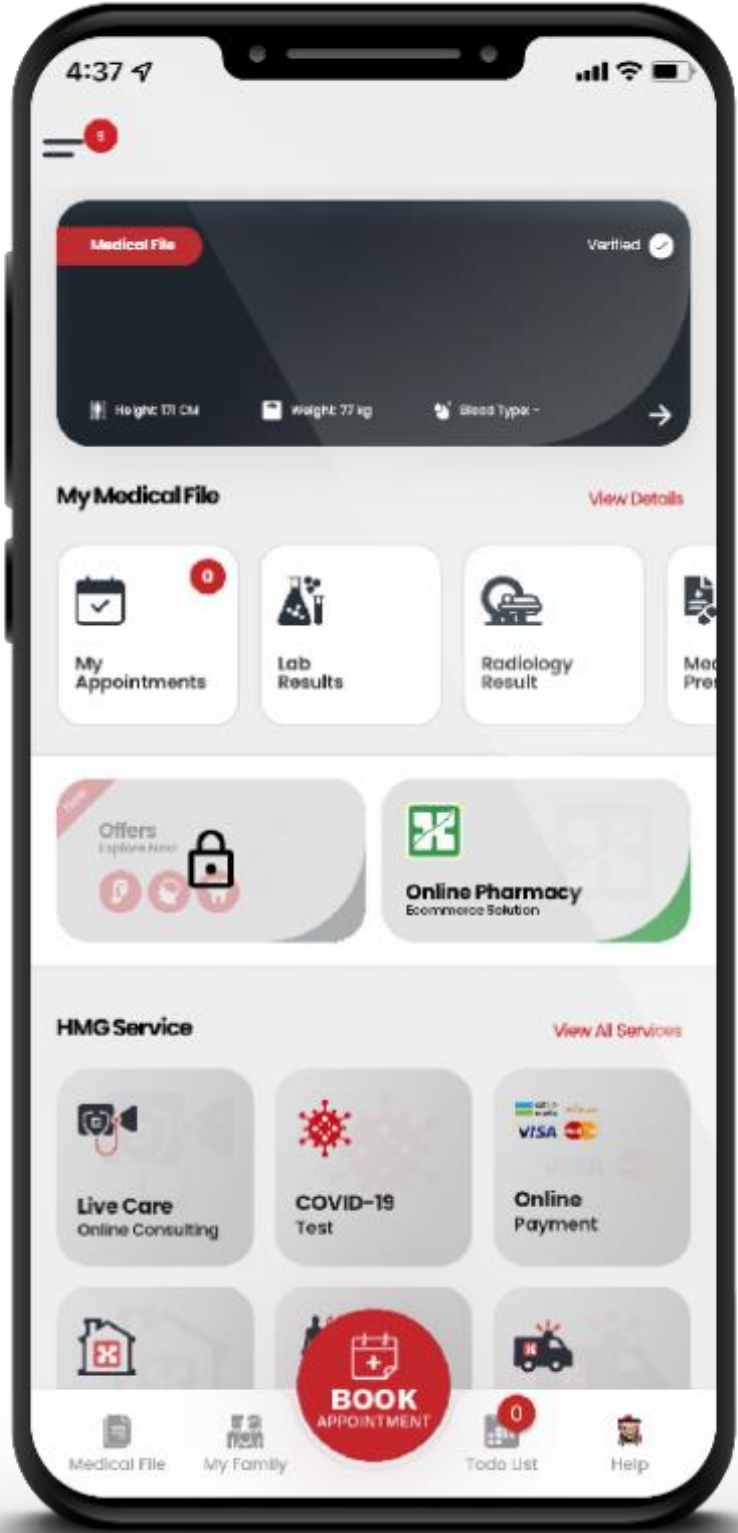 4:37
Medical File
Verified
Height: 171 CM
Weight: 77 kg
Blood Type: -
My Medical File
View Details
0
My
Appointments
Lab
Results
Radiology
Result
Med
Pres
New
Offers
Explore Now
Online Pharmacy
Ecommerce Solution
HMG Service
View All Services
Live Care
Online Consulting
COVID-19
Test
VISA
Online
Payment
BOOK
APPOINTMENT
0
Medical File
My Family
Todo List
Help